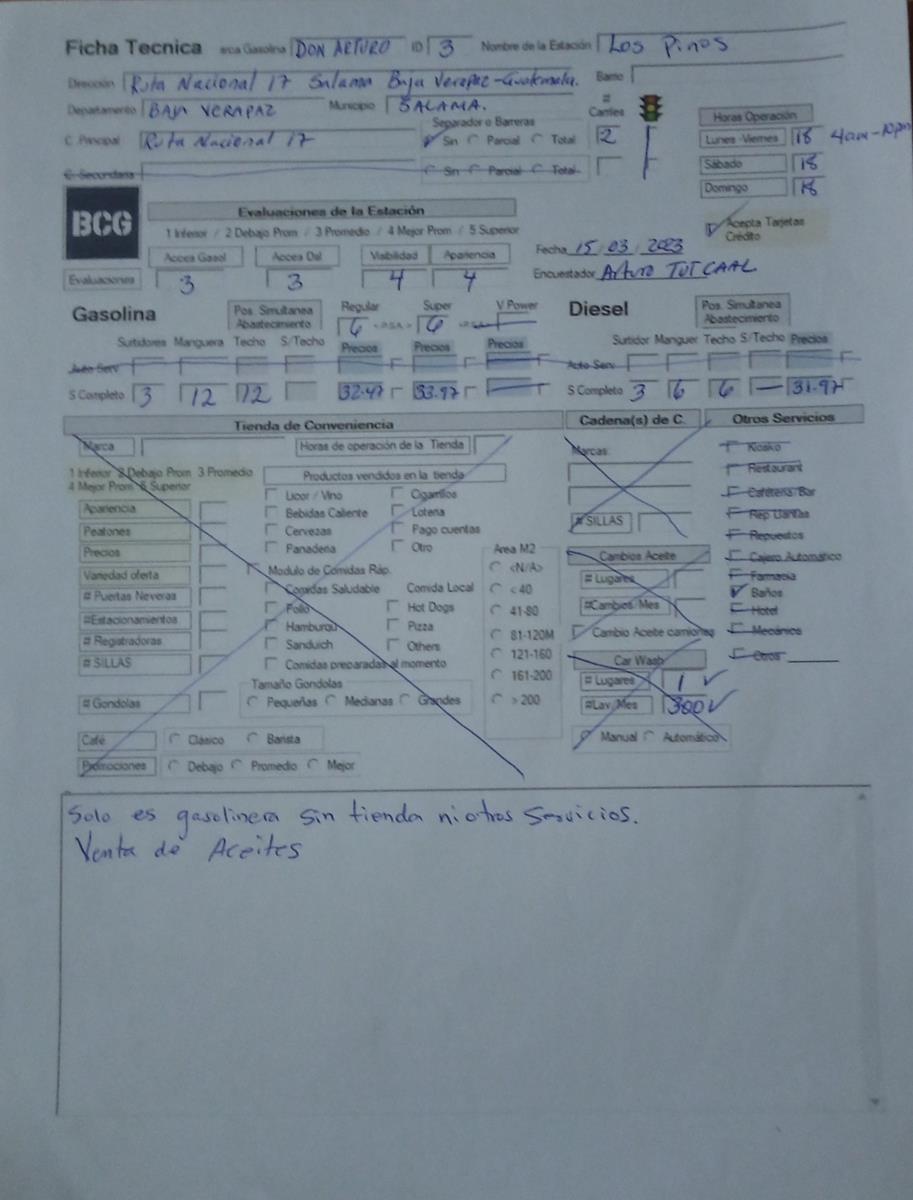 Ficha Tecnica arca Gasolina DON ARTURO ID 3 Nombre de la Estación Los Pinos
Dirección Ruta Nacional 17 Salama Baja Verapaz-Guatemala. Barrio
Departamento BAJA VERAPAZ Municipio SALAMA. # Carriles
Separador o Barreras
C. Principal Ruta Nacional 17 Sin Parcial Total 2
C. Secundaria Sin Parcial Total
Horas Operación
Lunes -Viernes 18 4am-10pm
Sábado 18
Domingo 18
BCG
Evaluaciones de la Estación
1 Inferior / 2 Debajo Prom / 3 Promedio / 4 Mejor Prom / 5 Superior
Acepta Tarjetas Crédito
Acces Gasol Acces Dsl Visibilidad Apariencia
Fecha 15/03/2023
Evaluaciones 3 3 4 4
Encuestador Arturo TUT CAAL
Gasolina Pos. Simultanea Abastecimiento Regular Super V Power
6 6
Surtidores Manguera Techo S/Techo Precios Precios Precios
Auto Serv
S Completo 3 12 12 32.47 33.97
Diesel Pos. Simultanea Abastecimiento
Surtidor Manguer Techo S/Techo Precios
Auto Serv
S Completo 3 6 6 — 31.97
Tienda de Conveniencia
Marca Horas de operación de la Tienda
1 Inferior 2 Debajo Prom 3 Promedio
4 Mejor Prom 5 Superior
Productos vendidos en la tienda
Apariencia
Peatones
Precios
Variedad oferta
# Puertas Neveras
#Estacionamientos
# Registradoras
# SILLAS
# Gondolas
Licor / Vino Cigarrillos
Bebidas Caliente Loteria
Cervezas Pago cuentas
Panaderia Otro
Modulo de Comidas Ráp.
Comidas Saludable Comida Local
Pollo Hot Dogs
Hamburgu Pizza
Sanduich Others
Comidas preparadas al momento
Tamaño Gondolas
Pequeñas Medianas Grandes
Area M2
<N/A>
< 40
41-80
81-120M
121-160
161-200
> 200
Café Clásico Barista
Promociones Debajo Promedio Mejor
Cadena(s) de C.
Marcas
# SILLAS
Cambios Aceite
# Lugares
#Cambios/Mes
Cambio Aceite camiones
Car Wash
# Lugares 1
#Lav/Mes 300
Manual Automático
Otros Servicios
Kiosko
Restaurant
Cafeteria/Bar
Rep Llantas
Repuestos
Cajero Automático
Farmacia
Baños
Hotel
Mecánico
Otros
Solo es gasolinera sin tienda ni otros Servicios.
Venta de Aceites